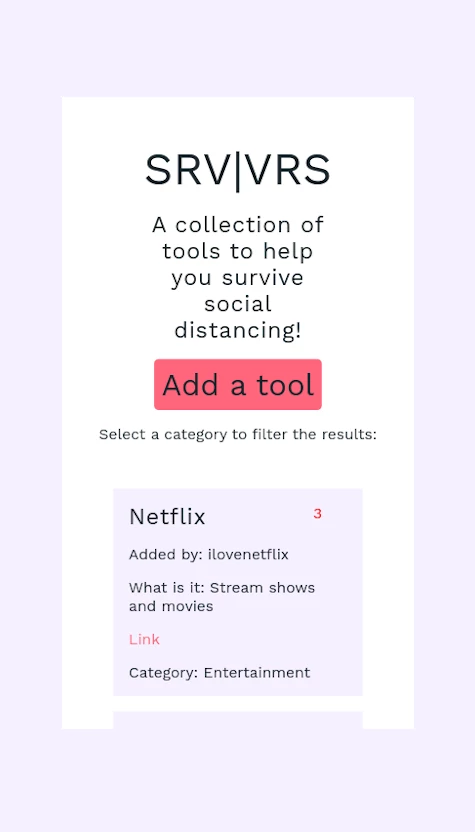 SRV|VRS
A collection of
tools to help
you survive
social
distancing!
Add a tool
Select a category to filter the results:
Netflix
3
Added by: ilovenetflix
What is it: Stream shows
and movies
Link
Category: Entertainment